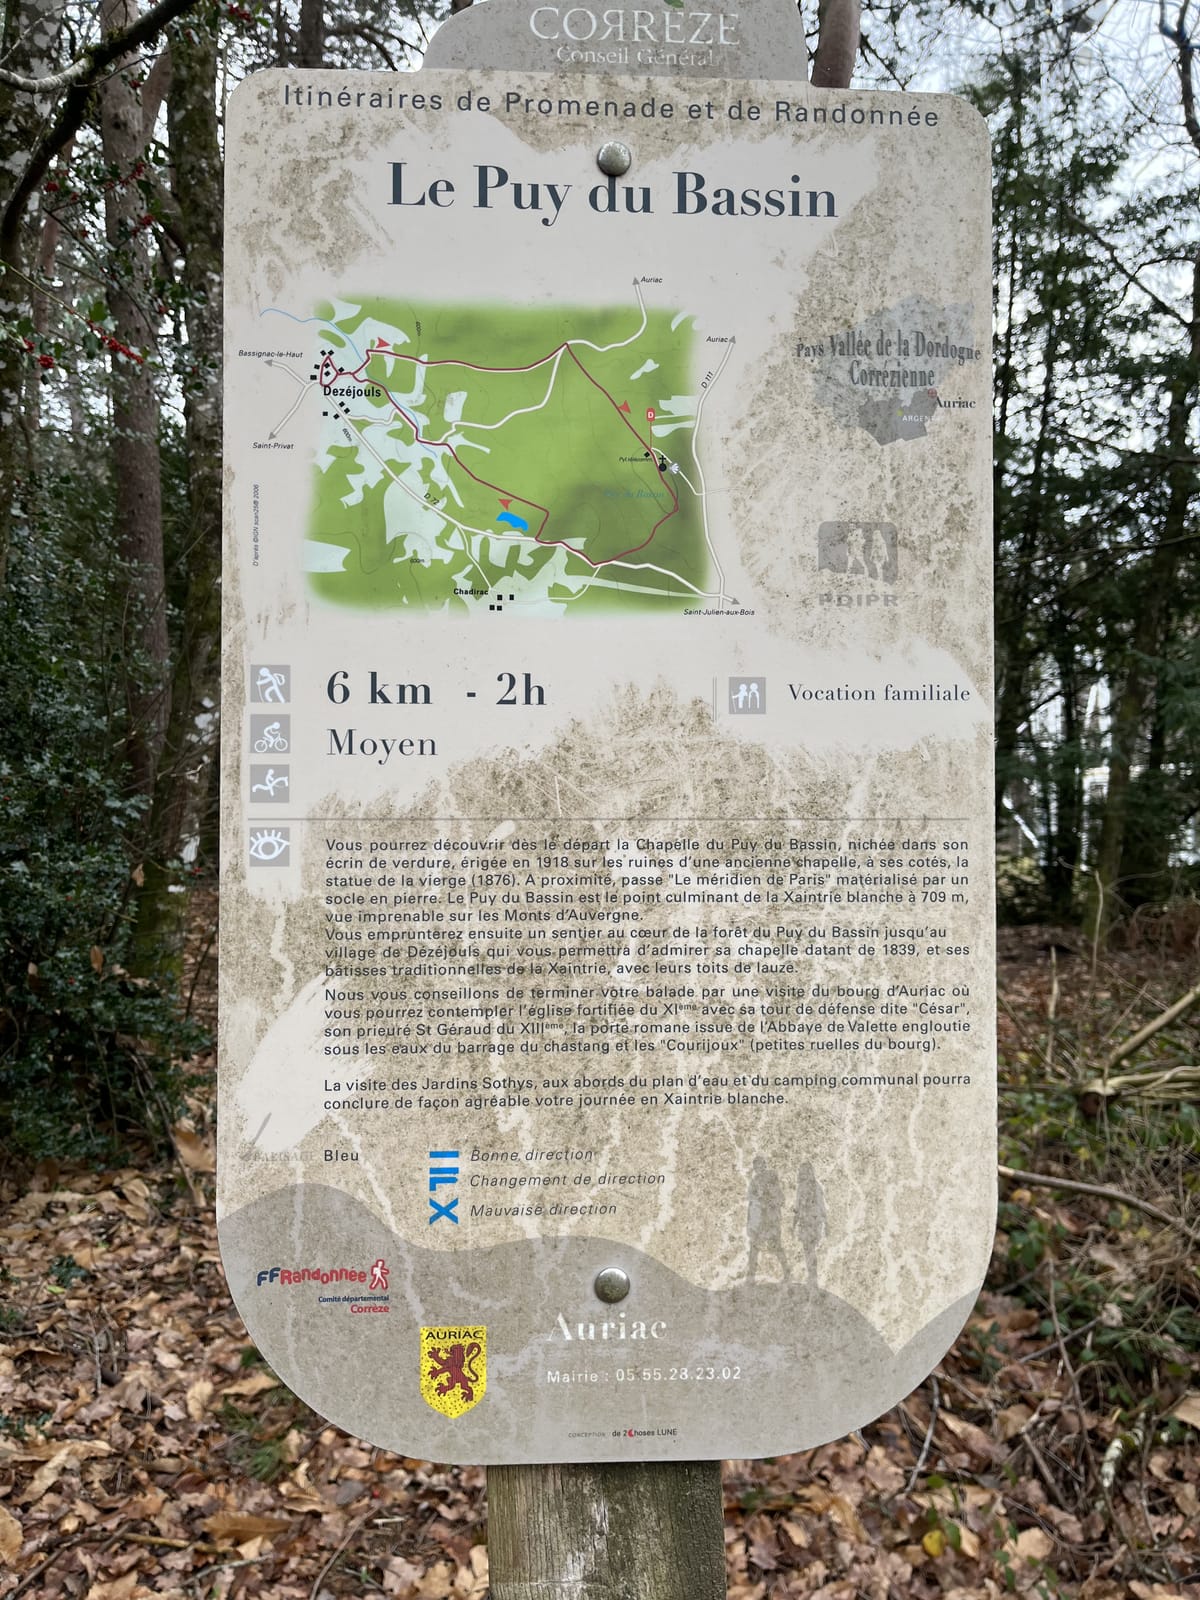 CORRÈZE
Conseil Général
Itinéraires de Promenade et de Randonnée
Le Puy du Bassin
Auriac
Auriac
D 111
Bassignac-le-Haut
Dezéjouls
Saint-Privat
600m
600m
D
Pays Vallée de la Dordogne
Corrézienne
Auriac
ARGEN
D 72
D'après ©IGN scan25® 2006
600m
Chadirac
Saint-Julien-aux-Bois
PDIPR
6 km - 2h
Vocation familiale
Moyen
Vous pourrez découvrir dès le départ la Chapelle du Puy du Bassin, nichée dans son
écrin de verdure, érigée en 1918 sur les ruines d'une ancienne chapelle, à ses cotés, la
statue de la vierge (1876). A proximité, passe "Le méridien de Paris" matérialisé par un
socle en pierre. Le Puy du Bassin est le point culminant de la Xaintrie blanche à 709 m,
vue imprenable sur les Monts d'Auvergne.
Vous emprunterez ensuite un sentier au cœur de la forêt du Puy du Bassin jusqu'au
village de Dézéjouls qui vous permettra d'admirer sa chapelle datant de 1839, et ses
bâtisses traditionnelles de la Xaintrie, avec leurs toits de lauze.
Nous vous conseillons de terminer votre balade par une visite du bourg d'Auriac où
vous pourrez contempler l'église fortifiée du XIème avec sa tour de défense dite "César",
son prieuré St Géraud du XIIIème, la porte romane issue de l'Abbaye de Valette engloutie
sous les eaux du barrage du chastang et les "Courijoux" (petites ruelles du bourg).
La visite des Jardins Sothys, aux abords du plan d'eau et du camping communal pourra
conclure de façon agréable votre journée en Xaintrie blanche.
BALISAGE Bleu
Bonne direction
Changement de direction
Mauvaise direction
FFRandonnée
Comité départemental
Corrèze
AURIAC
Auriac
Mairie : 05.55.28.23.02
CONCEPTION de 2Choses LUNE